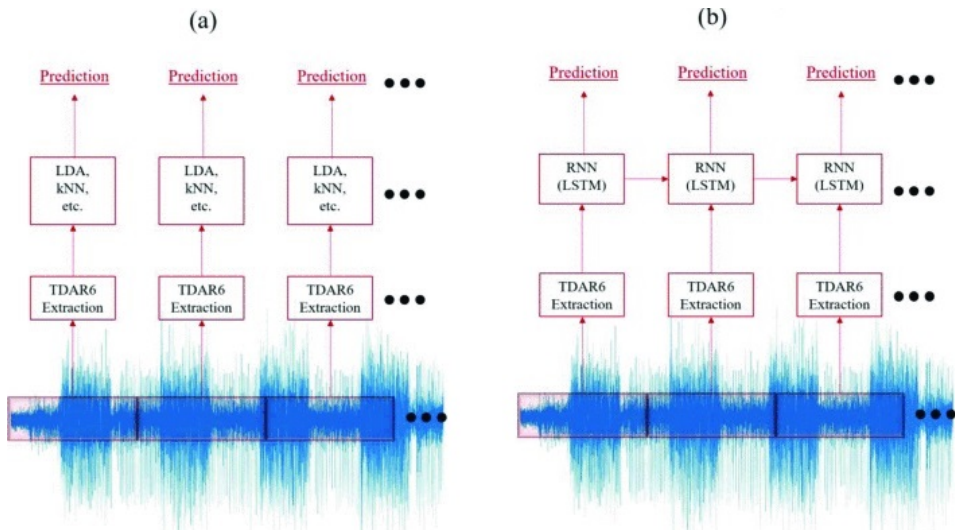 (a)
(b)
Prediction Prediction Prediction
Prediction Prediction Prediction
LDA,
kNN,
etc.
LDA,
kNN,
etc.
LDA,
kNN,
etc.
RNN
(LSTM)
RNN
(LSTM)
RNN
(LSTM)
TDAR6
Extraction
TDAR6
Extraction
TDAR6
Extraction
TDAR6
Extraction
TDAR6
Extraction
TDAR6
Extraction